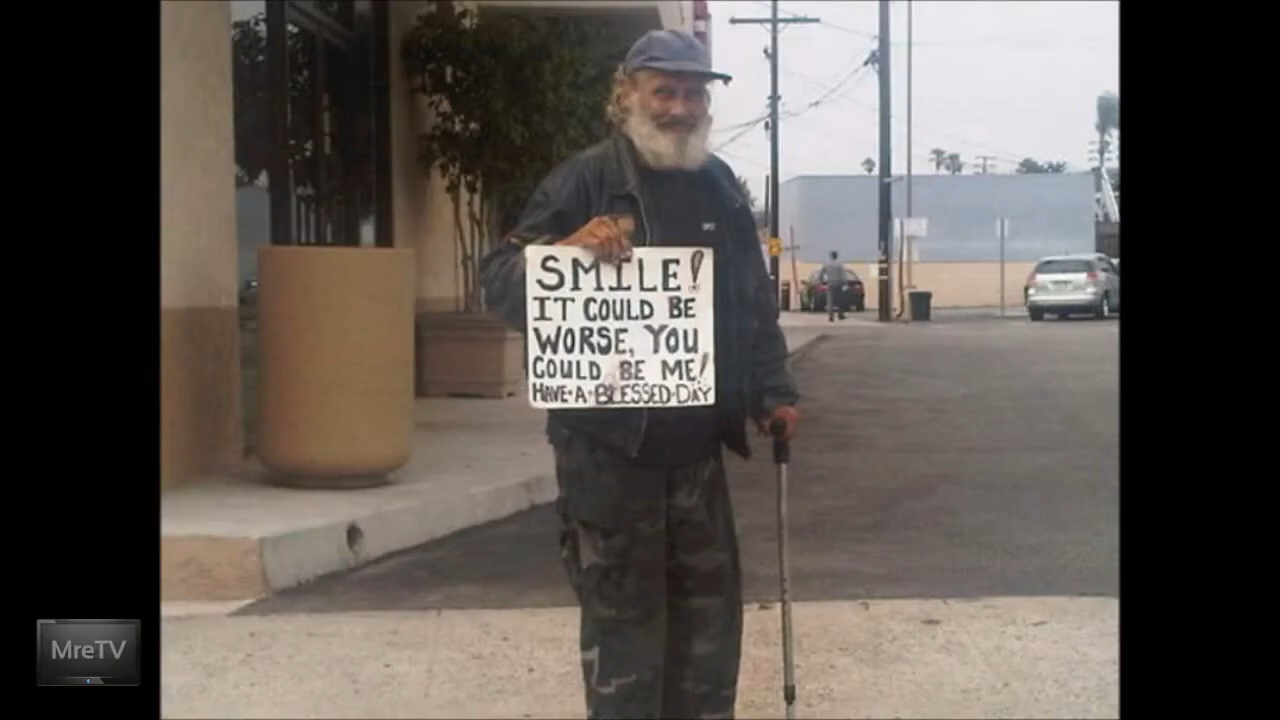 SMILE!
IT COULD BE
WORSE, YOU
COULD BE ME!
HAVE·A·BLESSED·DAY
MreTV